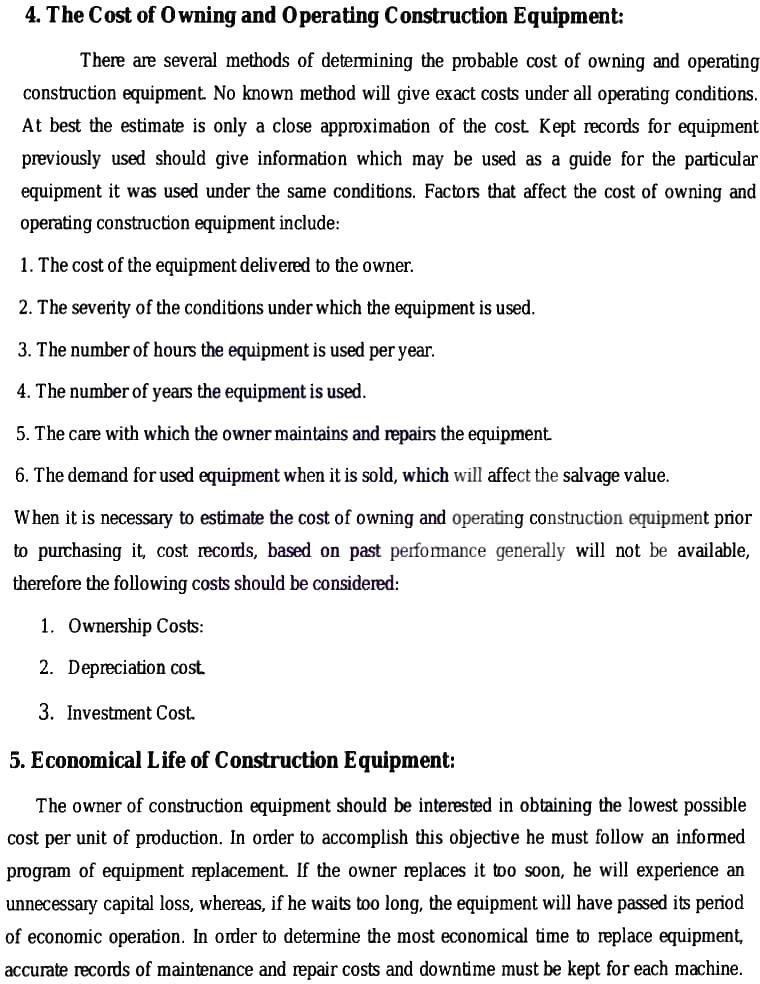 4. The Cost of Owning and Operating Construction Equipment:
There are several methods of determining the probable cost of owning and operating
construction equipment. No known method will give exact costs under all operating conditions.
At best the estimate is only a close approximation of the cost. Kept records for equipment
previously used should give information which may be used as a guide for the particular
equipment it was used under the same conditions. Factors that affect the cost of owning and
operating construction equipment include:
1. The cost of the equipment delivered to the owner.
2. The severity of the conditions under which the equipment is used.
3. The number of hours the equipment is used per year.
4. The number of years the equipment is used.
5. The care with which the owner maintains and repairs the equipment.
6. The demand for used equipment when it is sold, which will affect the salvage value.
When it is necessary to estimate the cost of owning and operating construction equipment prior
to purchasing it, cost records, based on past performance generally will not be available,
therefore the following costs should be considered:
1. Ownership Costs:
2. Depreciation cost.
3. Investment Cost.
5. Economical Life of Construction Equipment:
The owner of construction equipment should be interested in obtaining the lowest possible
cost per unit of production. In order to accomplish this objective he must follow an informed
program of equipment replacement. If the owner replaces it too soon, he will experience an
unnecessary capital loss, whereas, if he waits too long, the equipment will have passed its period
of economic operation. In order to determine the most economical time to replace equipment,
accurate records of maintenance and repair costs and downtime must be kept for each machine.